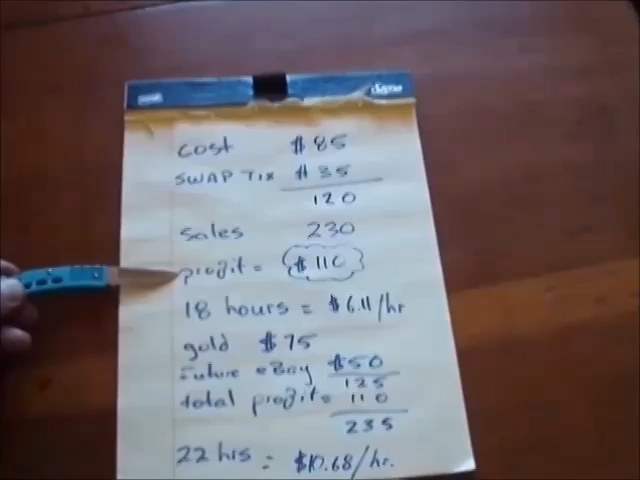 cost $85
SWAP TIX $35
120
sales 230
profit = $110
18 hours = $6.11/hr
gold $75
Future eBay $50
125
total profit = 110
235
22 hrs = $10.68/hr.